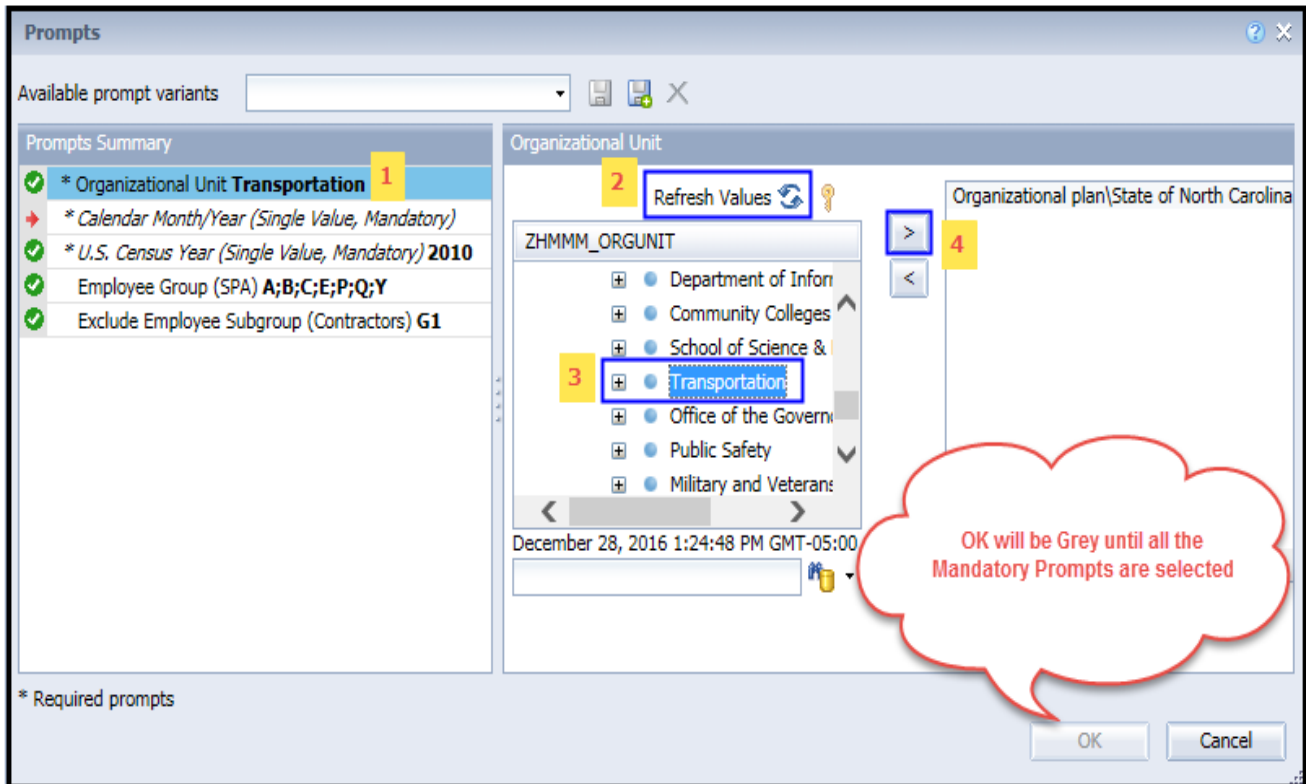 Prompts
Available prompt variants
Prompts Summary
* Organizational Unit Transportation 1
* Calendar Month/Year (Single Value, Mandatory)
* U.S. Census Year (Single Value, Mandatory) 2010
Employee Group (SPA) A;B;C;E;P;Q;Y
Exclude Employee Subgroup (Contractors) G1
Organizational Unit
2 Refresh Values
ZHMMM_ORGUNIT
Department of Inforr
Community Colleges
School of Science &
3 Transportation
Office of the Govern
Public Safety
Military and Veterans
December 28, 2016 1:24:48 PM GMT-05:00
> 4
<
Organizational plan\State of North Carolina
OK will be Grey until all the
Mandatory Prompts are selected
* Required prompts
OK Cancel